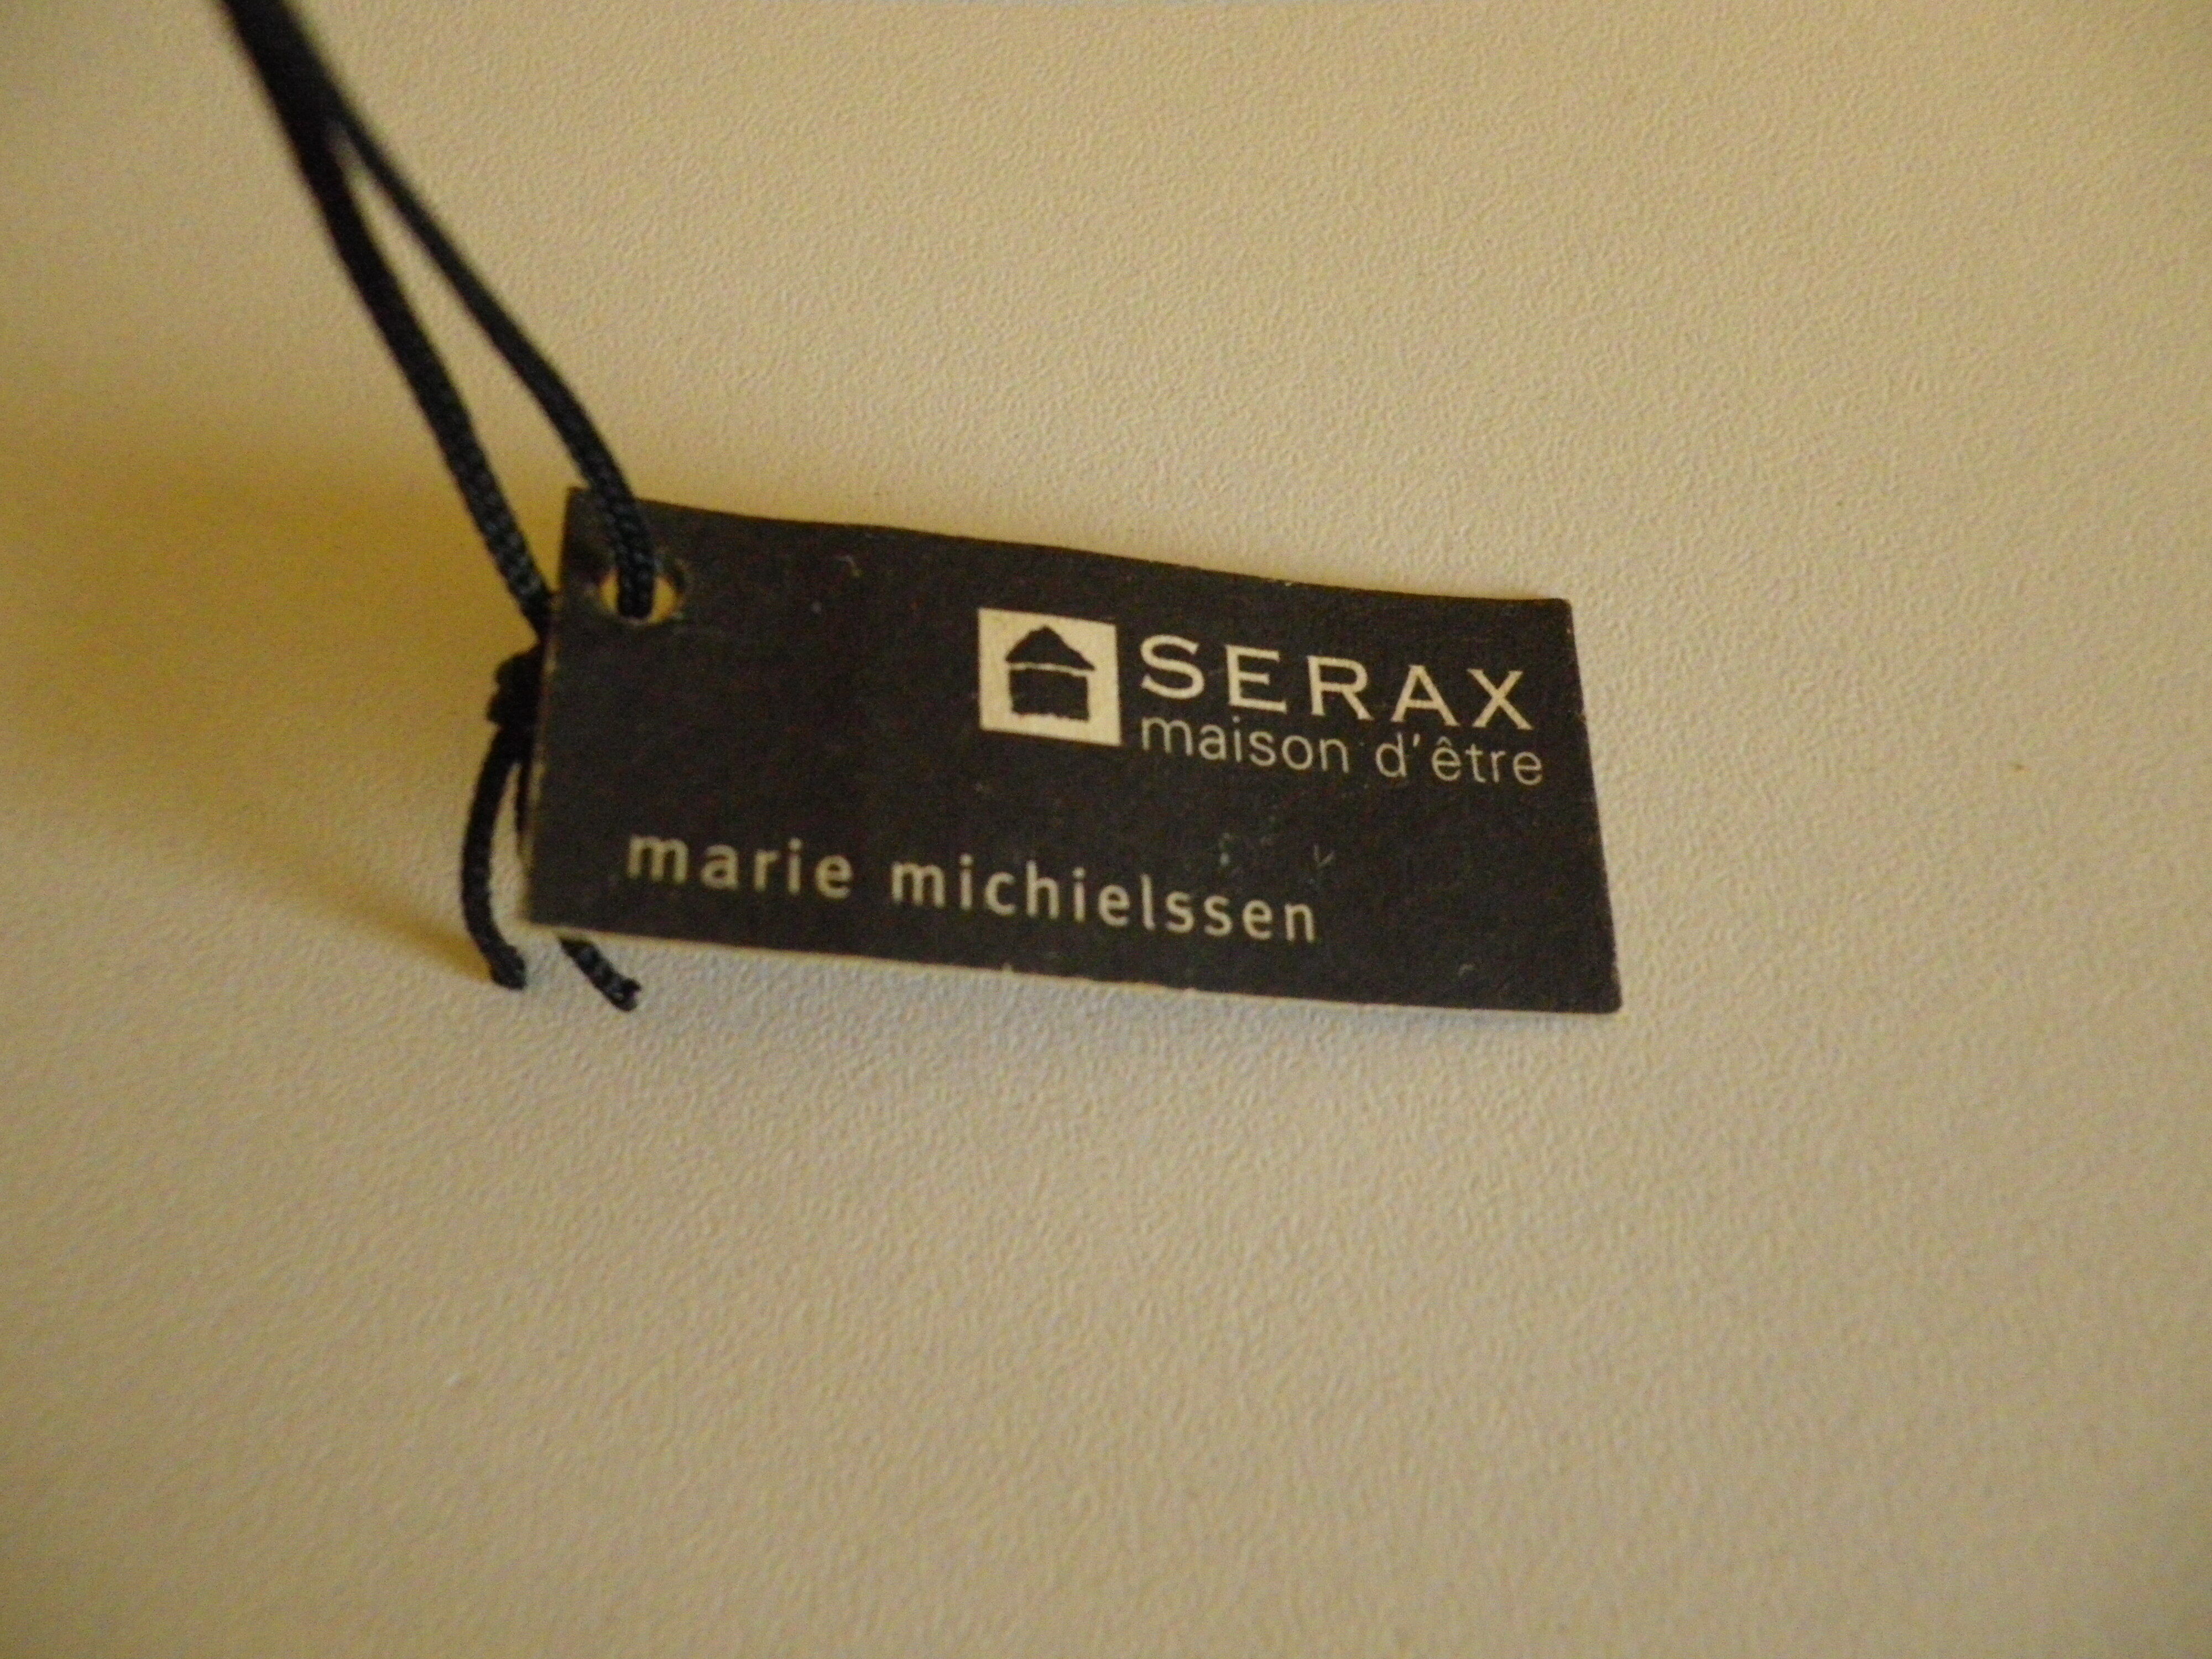 SERAX
maison d'être
marie michielssen